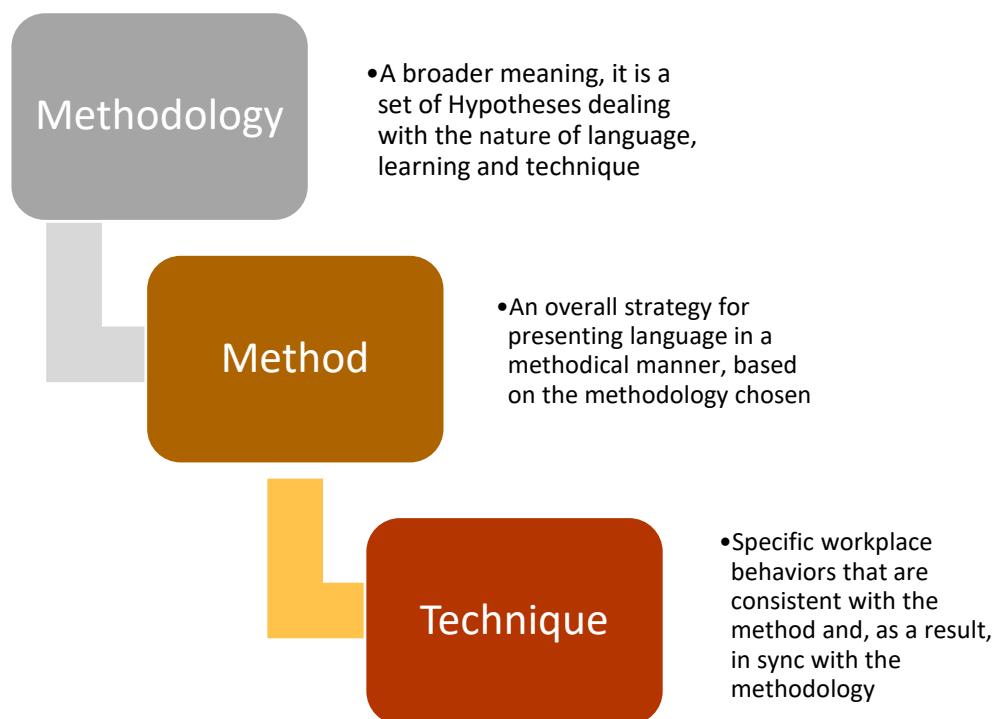 Methodology
•A broader meaning, it is a
set of Hypotheses dealing
with the nature of language,
learning and technique
Method
•An overall strategy for
presenting language in a
methodical manner, based
on the methodology chosen
Technique
•Specific workplace
behaviors that are
consistent with the
method and, as a result,
in sync with the
methodology